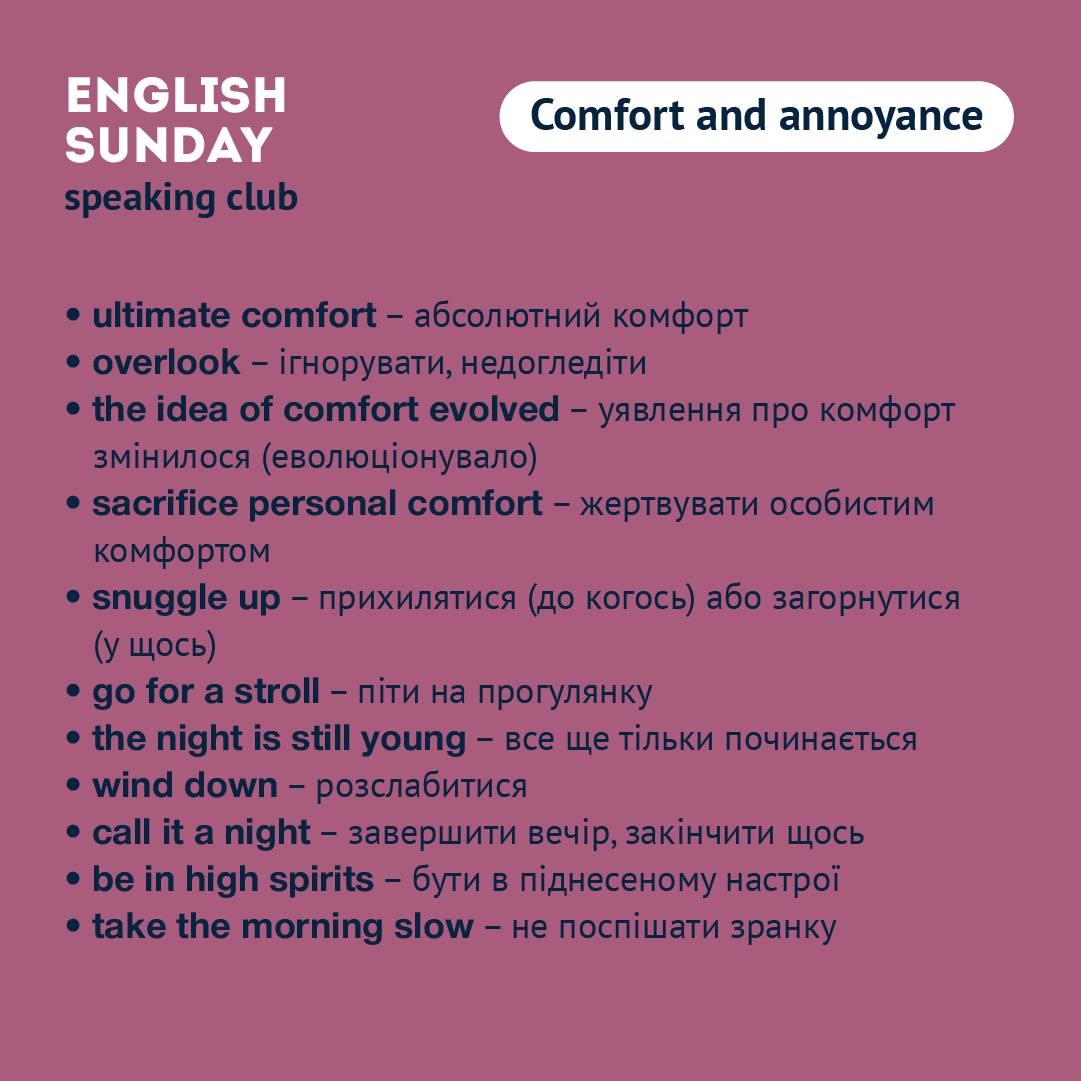 ENGLISH
SUNDAY
speaking club
Comfort and annoyance
• ultimate comfort – абсолютний комфорт
• overlook – ігнорувати, недогледіти
• the idea of comfort evolved – уявлення про комфорт
змінилося (еволюціонувало)
• sacrifice personal comfort – жертвувати особистим
комфортом
• snuggle up – прихилятися (до когось) або загорнутися
(у щось)
• go for a stroll – піти на прогулянку
• the night is still young – все ще тільки починається
• wind down – розслабитися
• call it a night – завершити вечір, закінчити щось
• be in high spirits – бути в піднесеному настрої
• take the morning slow – не поспішати зранку